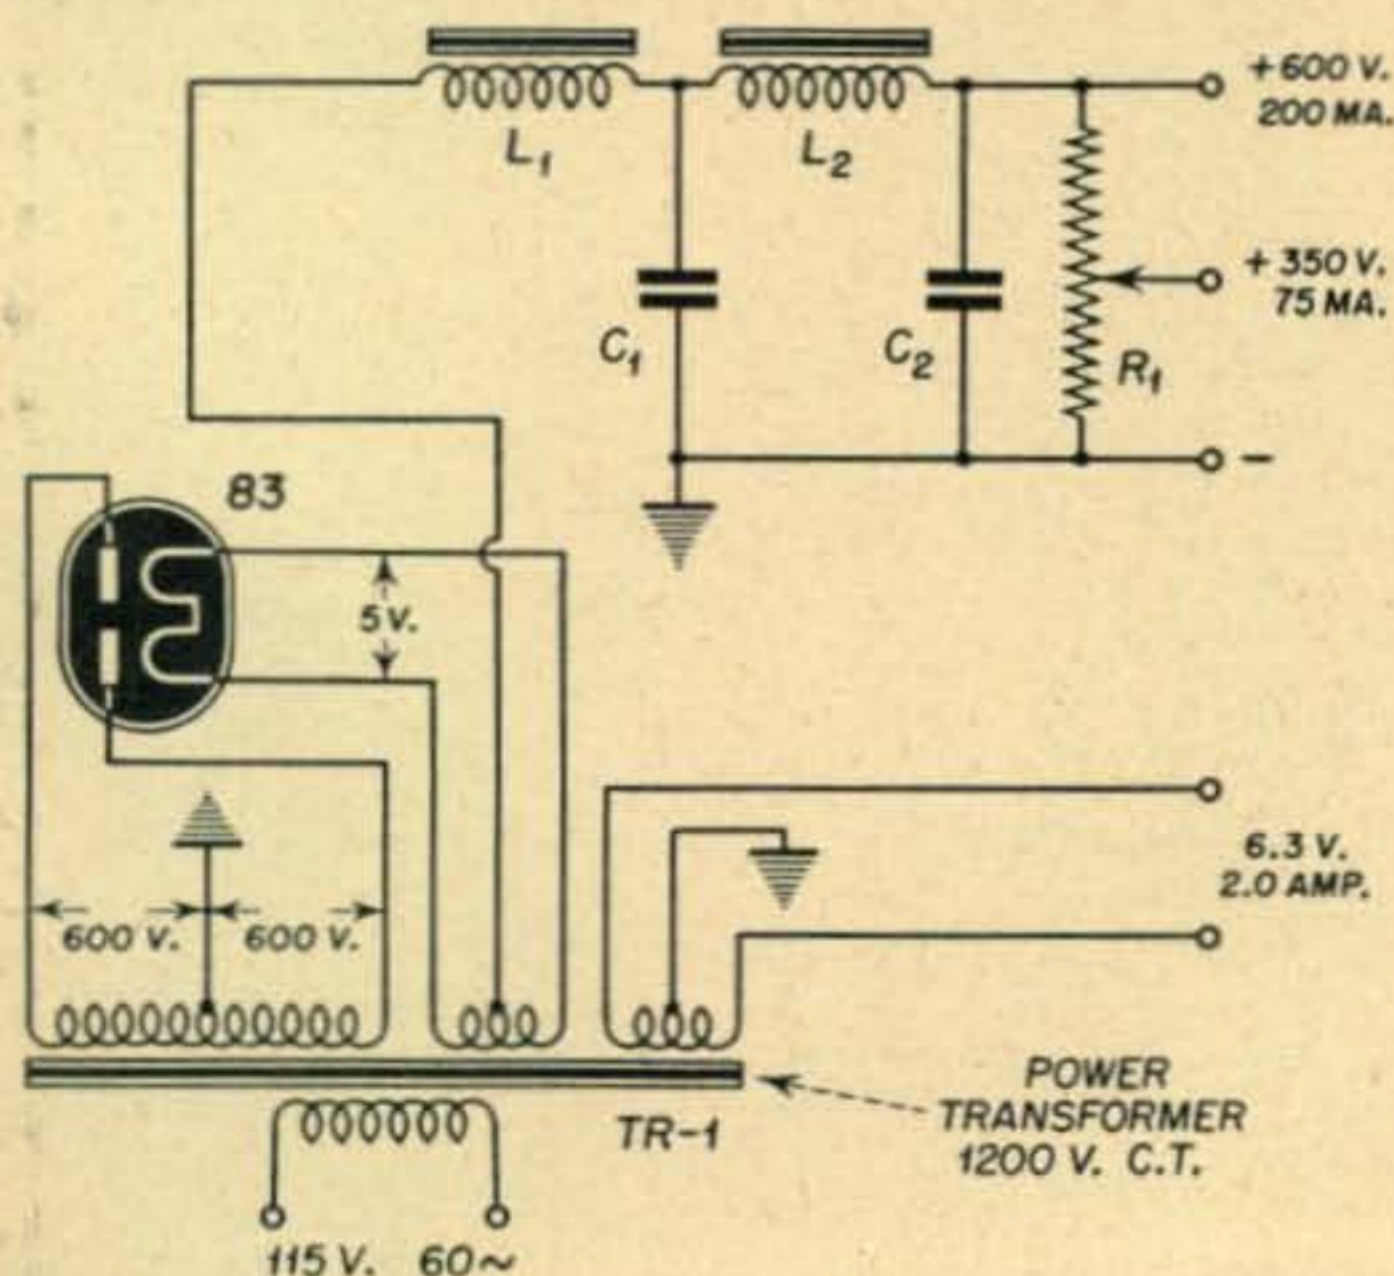 +600 V.
200 MA.
L1
L2
+350 V.
75 MA.
C1
C2
R1
−
83
5 V.
6.3 V.
2.0 AMP.
600 V.
600 V.
POWER
TRANSFORMER
1200 V. C.T.
TR-1
115 V. 60~